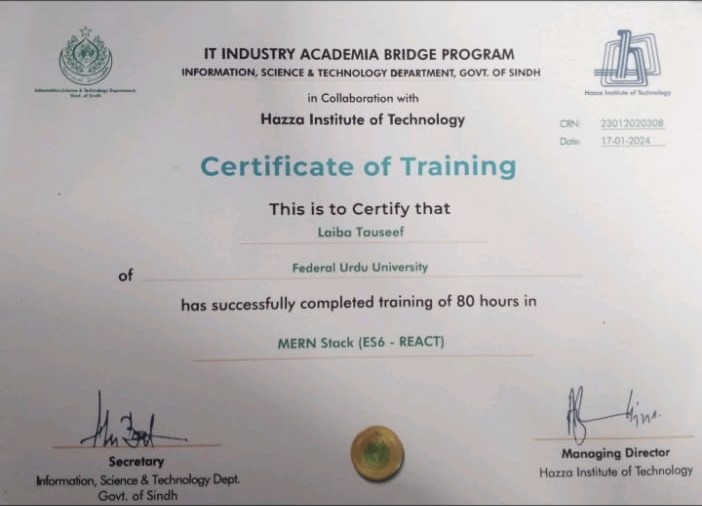 IT INDUSTRY ACADEMIA BRIDGE PROGRAM
INFORMATION, SCIENCE & TECHNOLOGY DEPARTMENT, GOVT. OF SINDH
in Collaboration with
Hazza Institute of Technology
Information, Science & Technology Department,
Govt. of Sindh
Hazza Institute of Technology
CRN: 23012020308
Date: 17-01-2024
Certificate of Training
This is to Certify that
Laiba Tauseef
of Federal Urdu University
has successfully completed training of 80 hours in
MERN Stack (ES6 - REACT)
Secretary
Information, Science & Technology Dept.
Govt. of Sindh
Managing Director
Hazza Institute of Technology